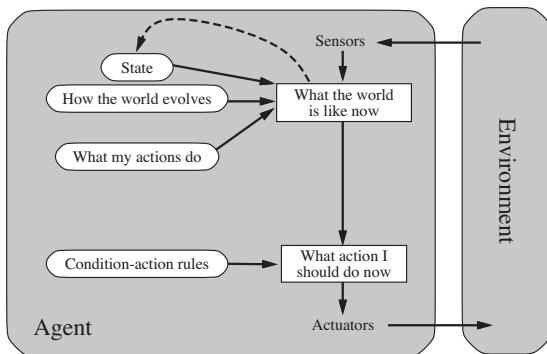 Sensors
State
How the world evolves
What the world
is like now
What my actions do
Condition-action rules
What action I
should do now
Agent
Actuators
Environment